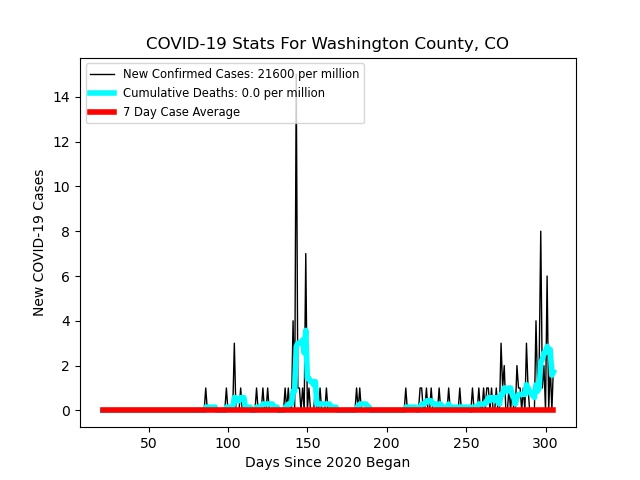 COVID-19 Stats For Washington County, CO
New Confirmed Cases: 21600 per million
Cumulative Deaths: 0.0 per million
7 Day Case Average
New COVID-19 Cases
14
12
10
8
6
4
2
0
50 100 150 200 250 300
Days Since 2020 Began